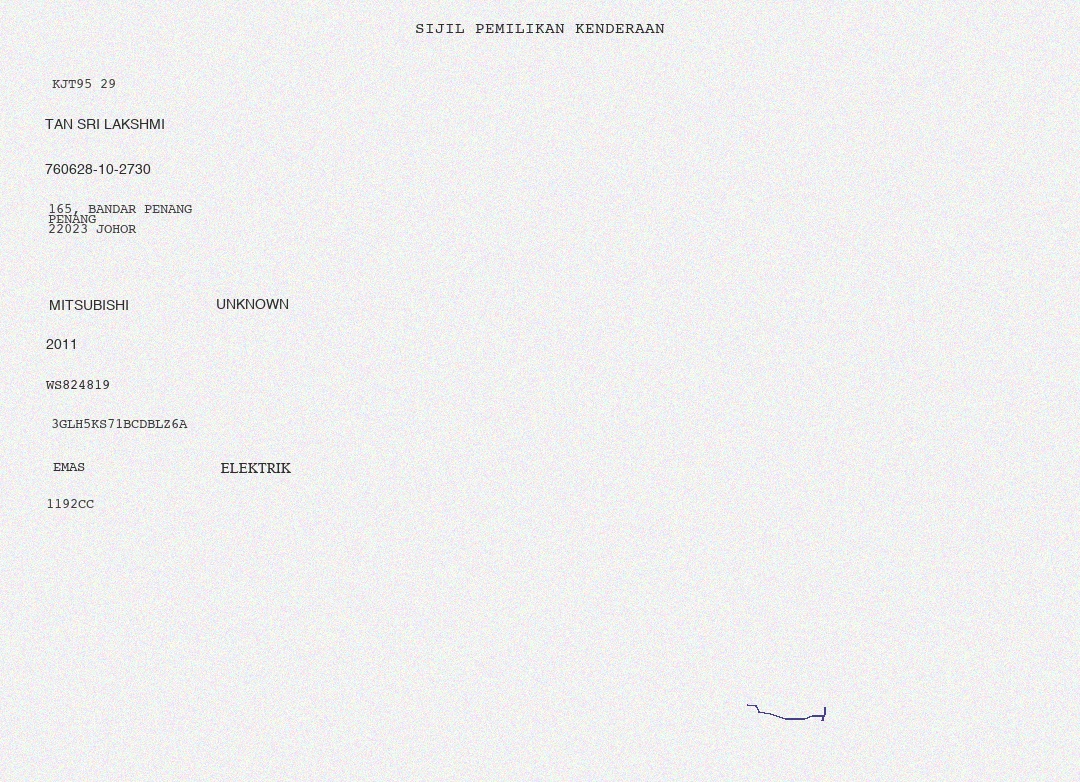 SIJIL PEMILIKAN KENDERAAN
KJT95 29
TAN SRI LAKSHMI
760628-10-2730
165, BANDAR PENANG
PENANG
22023 JOHOR
MITSUBISHI UNKNOWN
2011
WS824819
3GLH5KS71BCDBLZ6A
EMAS ELEKTRIK
1192CC